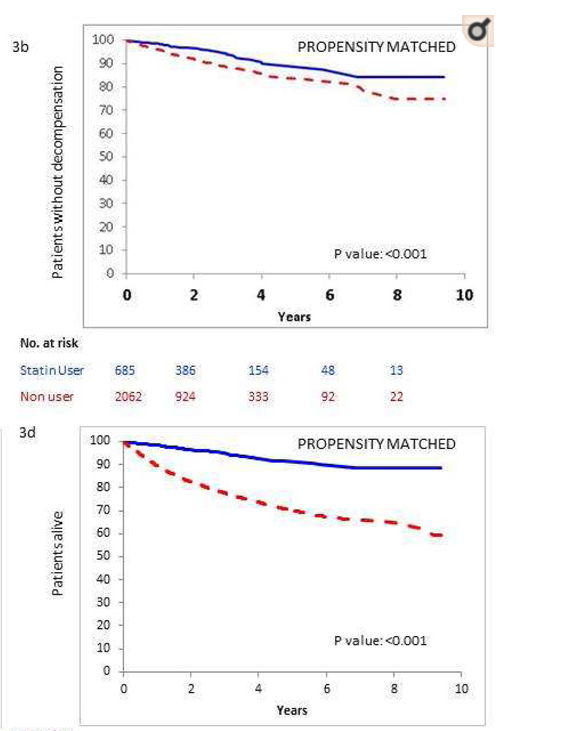 3b
PROPENSITY MATCHED
Patients without decompensation
100
90
80
70
60
50
40
30
20
10
0
P value: <0.001
0 2 4 6 8 10
Years
No. at risk
Statin User 685 386 154 48 13
Non user 2062 924 333 92 22
3d
PROPENSITY MATCHED
Patients alive
100
90
80
70
60
50
40
30
20
10
0
P value: <0.001
0 2 4 6 8 10
Years